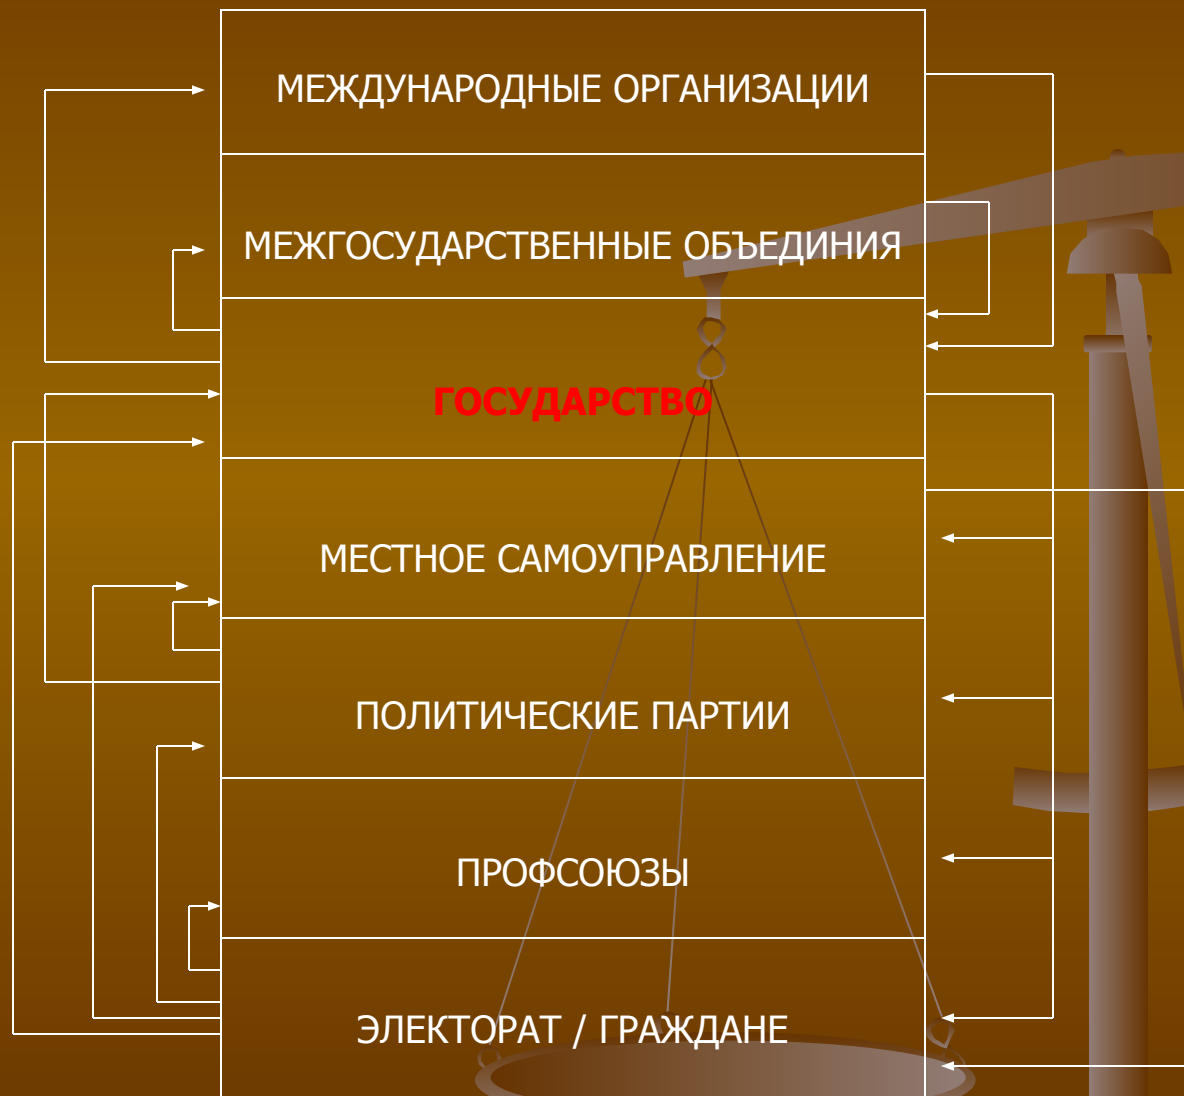 МЕЖДУНАРОДНЫЕ ОРГАНИЗАЦИИ
МЕЖГОСУДАРСТВЕННЫЕ ОБЪЕДИНИЯ
ГОСУДАРСТВО
МЕСТНОЕ САМОУПРАВЛЕНИЕ
ПОЛИТИЧЕСКИЕ ПАРТИИ
ПРОФСОЮЗЫ
ЭЛЕКТОРАТ / ГРАЖДАНЕ